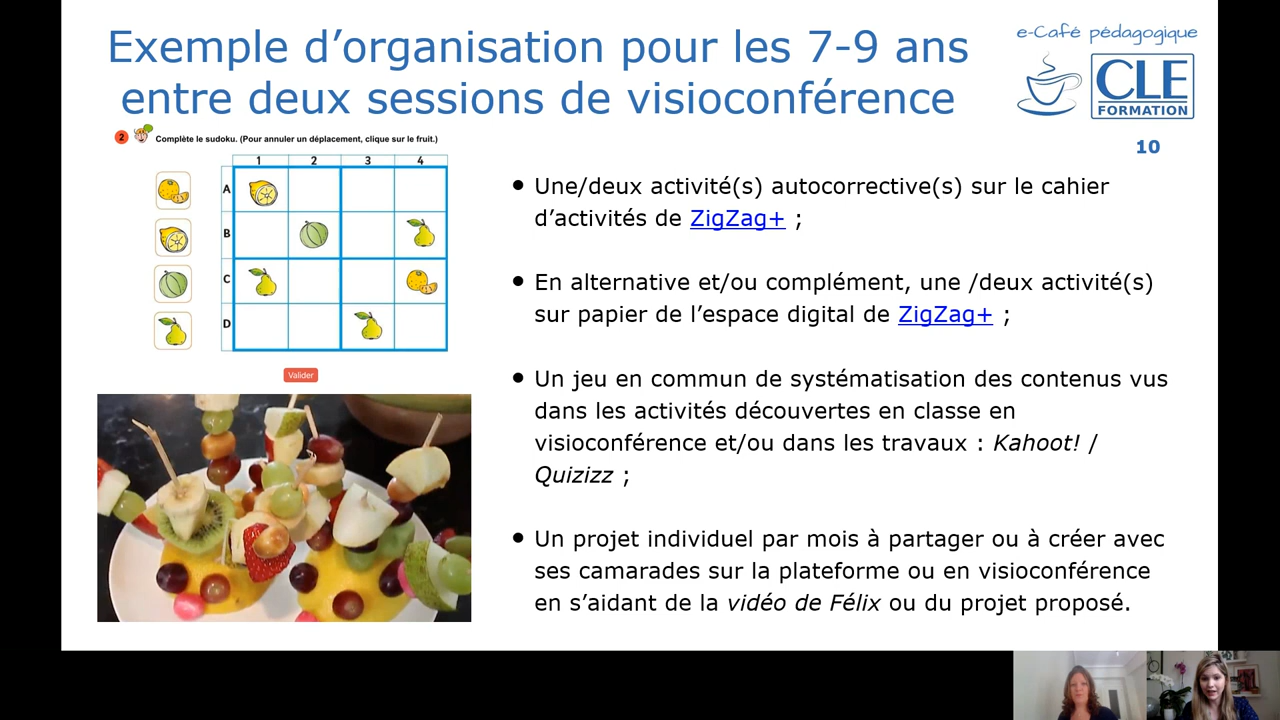 Exemple d’organisation pour les 7-9 ans
entre deux sessions de visioconférence
e-Café pédagogique
CLE
FORMATION
10
2 Complète le sudoku. (Pour annuler un déplacement, clique sur le fruit.)
1 2 3 4
A
B
C
D
Valider
• Une/deux activité(s) autocorrective(s) sur le cahier
d’activités de ZigZag+ ;
• En alternative et/ou complément, une /deux activité(s)
sur papier de l’espace digital de ZigZag+ ;
• Un jeu en commun de systématisation des contenus vus
dans les activités découvertes en classe en
visioconférence et/ou dans les travaux : Kahoot! /
Quizizz ;
• Un projet individuel par mois à partager ou à créer avec
ses camarades sur la plateforme ou en visioconférence
en s’aidant de la vidéo de Félix ou du projet proposé.